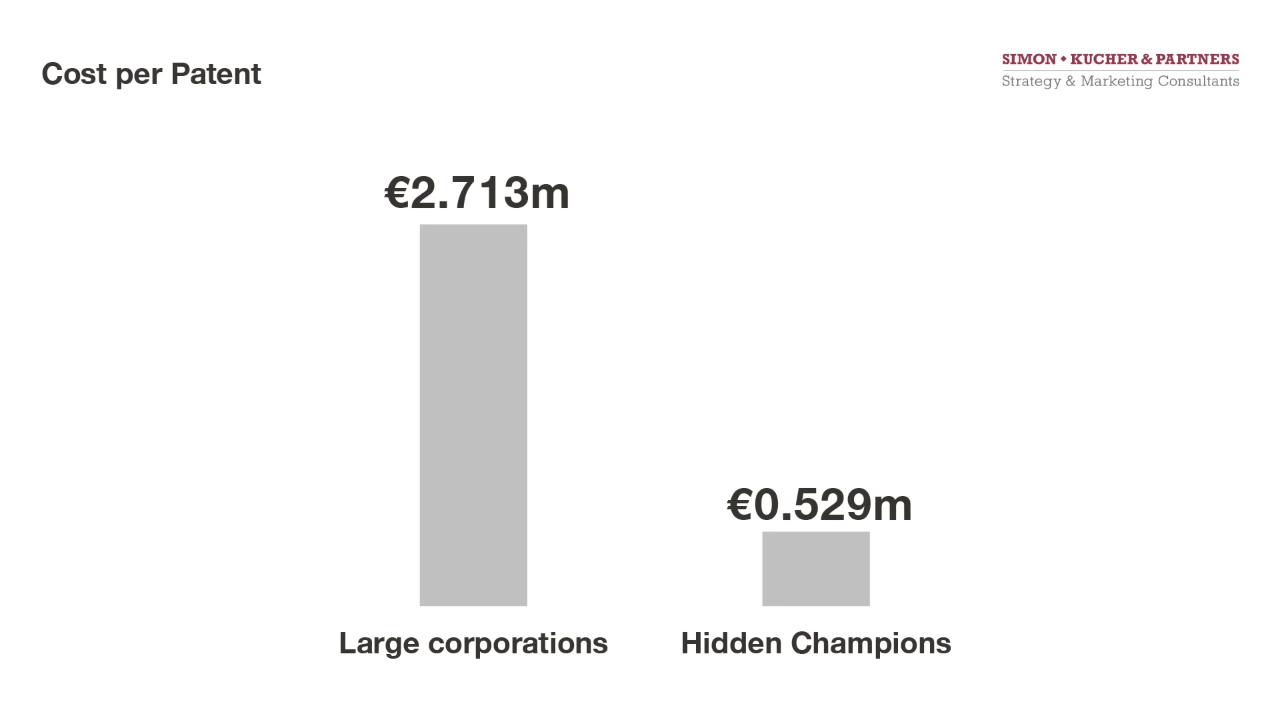 Cost per Patent
SIMON • KUCHER & PARTNERS
Strategy & Marketing Consultants
€2.713m
€0.529m
Large corporations
Hidden Champions